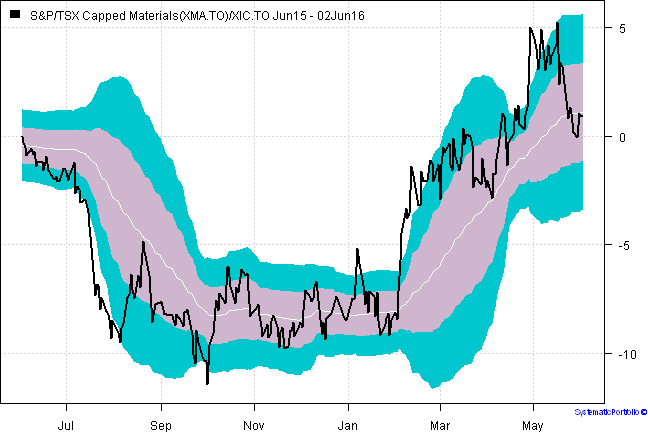 S&P/TSX Capped Materials(XMA.TO)/XIC.TO Jun15 - 02Jun16
5
0
-5
-10
Jul Sep Nov Jan Mar May
SystematicPortfolio ©